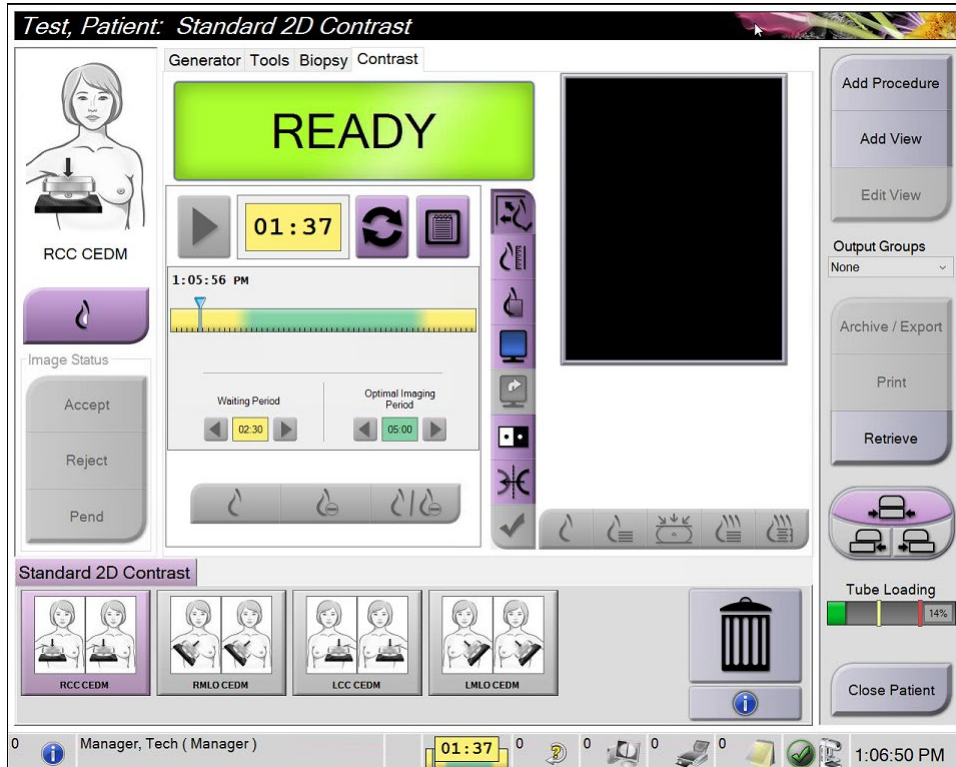 Test, Patient: Standard 2D Contrast
Generator Tools Biopsy Contrast
READY
RCC CEDM
01:37
1:05:56 PM
Waiting Period
02:30
Optimal Imaging
Period
05:00
Image Status
Accept
Reject
Pend
Add Procedure
Add View
Edit View
Output Groups
None
Archive / Export
Print
Retrieve
Tube Loading
14%
Close Patient
Standard 2D Contrast
RCC CEDM
RMLO CEDM
LCC CEDM
LMLO CEDM
0
Manager, Tech ( Manager )
01:37
0
0
0
0
1:06:50 PM